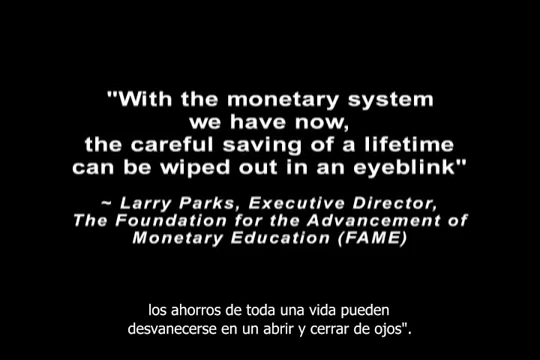 "With the monetary system
we have now,
the careful saving of a lifetime
can be wiped out in an eyeblink"
~ Larry Parks, Executive Director,
The Foundation for the Advancement of
Monetary Education (FAME)
los ahorros de toda una vida pueden
desvanecerse en un abrir y cerrar de ojos".